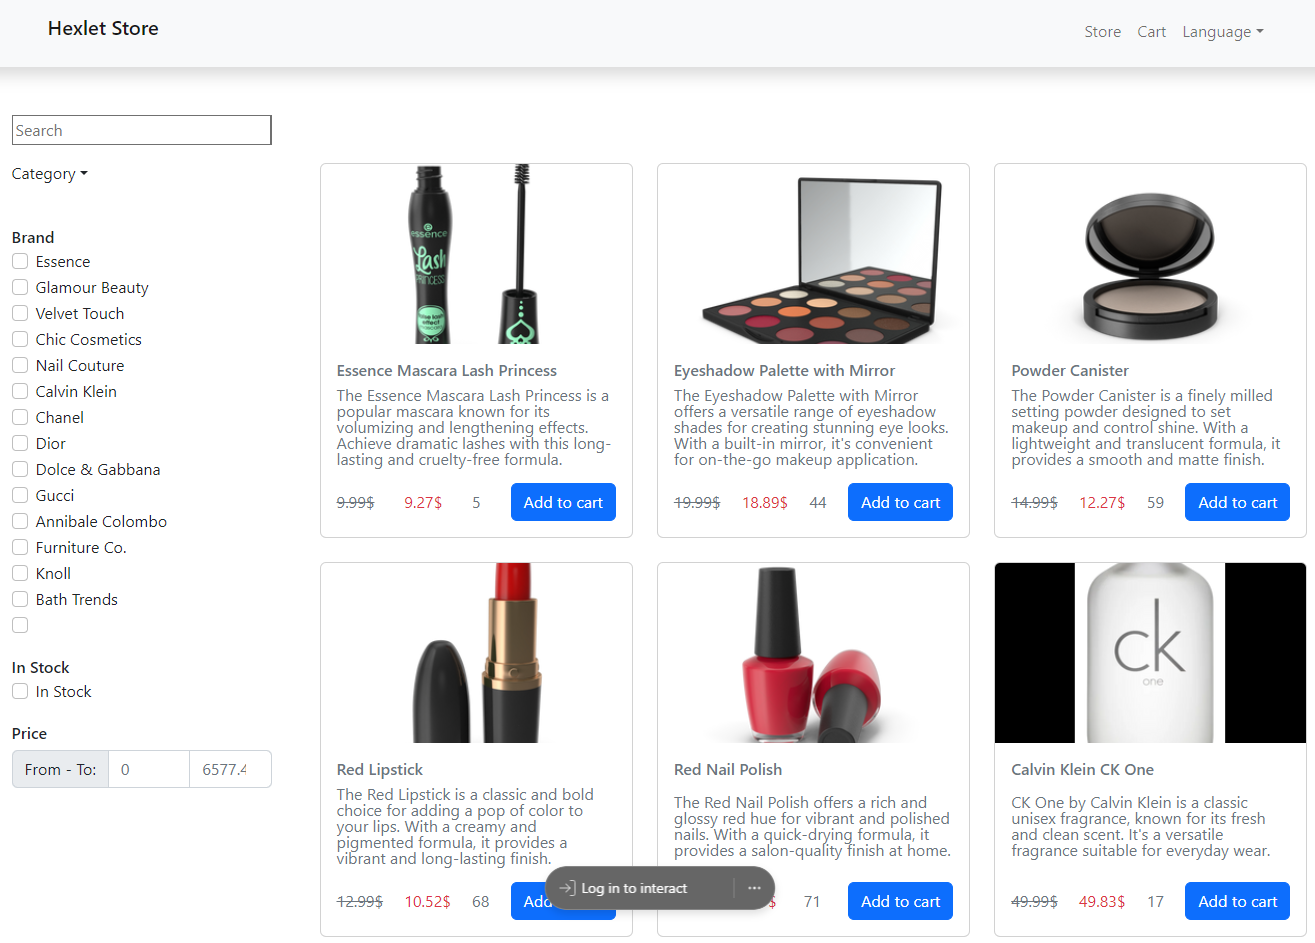 Hexlet Store
Store Cart Language
Search
Category
Brand
Essence
Glamour Beauty
Velvet Touch
Chic Cosmetics
Nail Couture
Calvin Klein
Chanel
Dior
Dolce & Gabbana
Gucci
Annibale Colombo
Furniture Co.
Knoll
Bath Trends
In Stock
In Stock
Price
From - To: 0 6577.4
essence
Lash
PRINCESS
Essence Mascara Lash Princess
The Essence Mascara Lash Princess is a
popular mascara known for its
volumizing and lengthening effects.
Achieve dramatic lashes with this long-
lasting and cruelty-free formula.
9.99$ 9.27$ 5 Add to cart
Eyeshadow Palette with Mirror
The Eyeshadow Palette with Mirror
offers a versatile range of eyeshadow
shades for creating stunning eye looks.
With a built-in mirror, it's convenient
for on-the-go makeup application.
19.99$ 18.89$ 44 Add to cart
Powder Canister
The Powder Canister is a finely milled
setting powder designed to set
makeup and control shine. With a
lightweight and translucent formula, it
provides a smooth and matte finish.
14.99$ 12.27$ 59 Add to cart
Red Lipstick
The Red Lipstick is a classic and bold
choice for adding a pop of color to
your lips. With a creamy and
pigmented formula, it provides a
vibrant and long-lasting finish.
12.99$ 10.52$ 68 Add
Red Nail Polish
The Red Nail Polish offers a rich and
glossy red hue for vibrant and polished
nails. With a quick-drying formula, it
provides a salon-quality finish at home.
$ 71 Add to cart
ck
one
Calvin Klein CK One
CK One by Calvin Klein is a classic
unisex fragrance, known for its fresh
and clean scent. It's a versatile
fragrance suitable for everyday wear.
49.99$ 49.83$ 17 Add to cart
Log in to interact